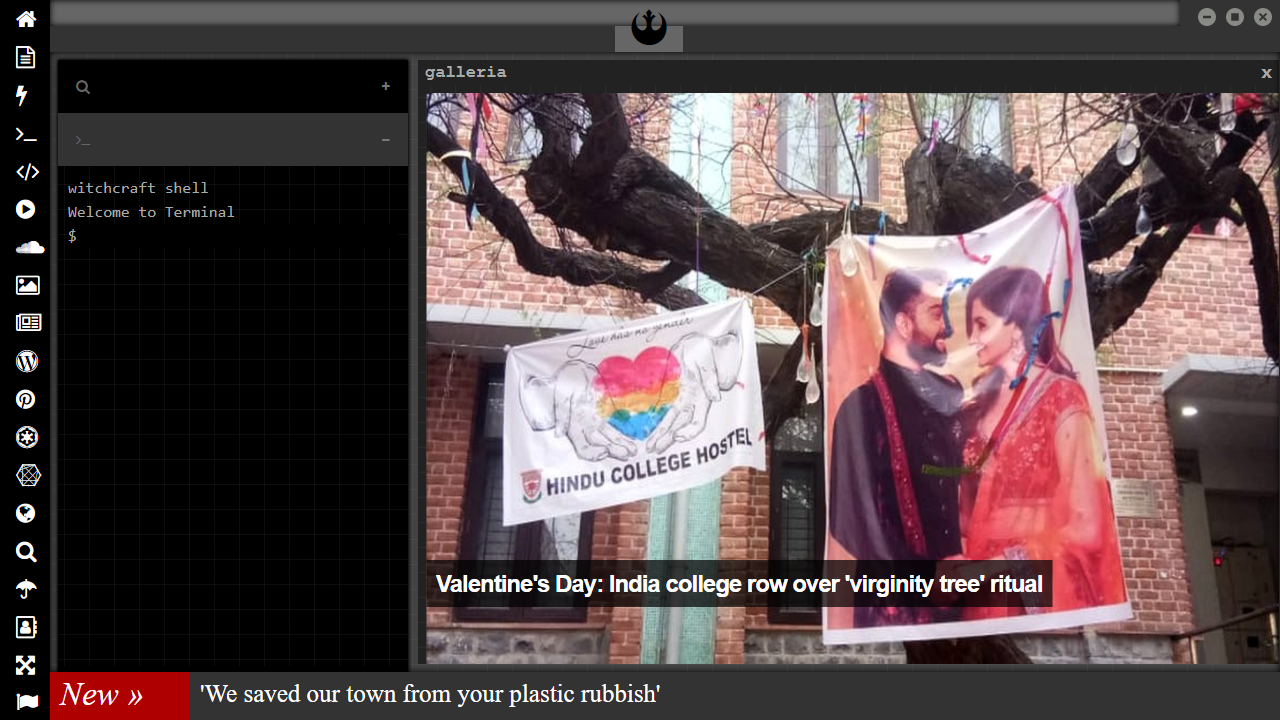 galleria
x
witchcraft shell
Welcome to Terminal
$
Love has no gender
HINDU COLLEGE HOSTEL
Valentine's Day: India college row over 'virginity tree' ritual
New »
'We saved our town from your plastic rubbish'